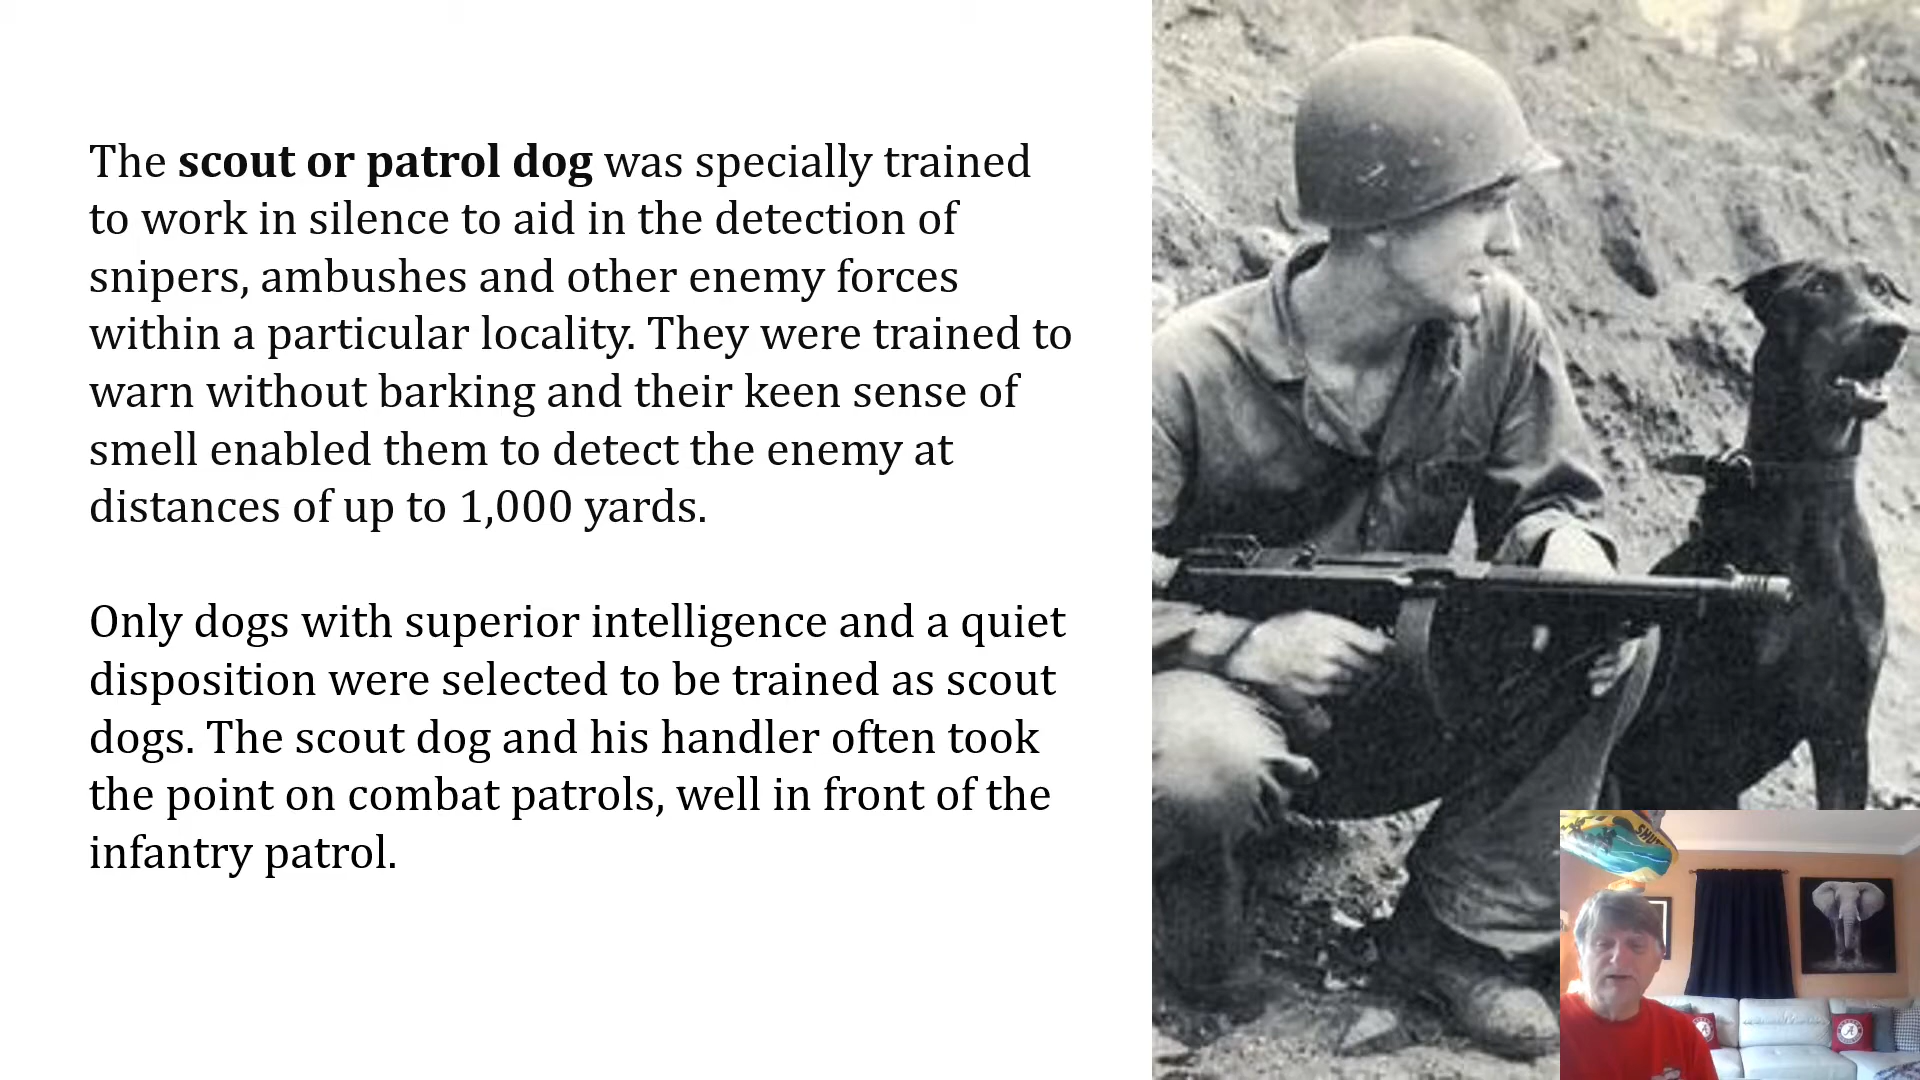 The scout or patrol dog was specially trained
to work in silence to aid in the detection of
snipers, ambushes and other enemy forces
within a particular locality. They were trained to
warn without barking and their keen sense of
smell enabled them to detect the enemy at
distances of up to 1,000 yards.
Only dogs with superior intelligence and a quiet
disposition were selected to be trained as scout
dogs. The scout dog and his handler often took
the point on combat patrols, well in front of the
infantry patrol.